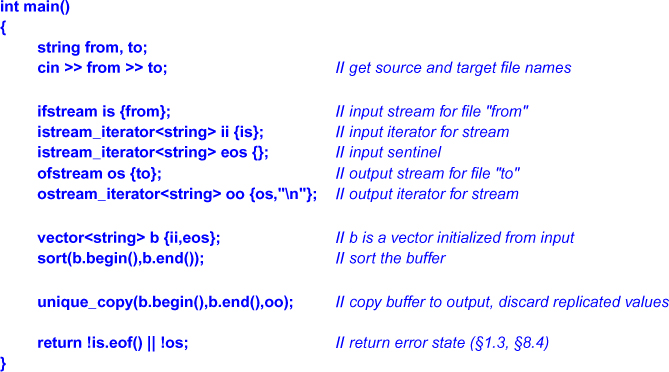 int main()
{
string from, to;
cin >> from >> to; // get source and target file names
ifstream is {from}; // input stream for file "from"
istream_iterator<string> ii {is}; // input iterator for stream
istream_iterator<string> eos {}; // input sentinel
ofstream os {to}; // output stream for file "to"
ostream_iterator<string> oo {os,"\n"}; // output iterator for stream
vector<string> b {ii,eos}; // b is a vector initialized from input
sort(b.begin(),b.end()); // sort the buffer
unique_copy(b.begin(),b.end(),oo); // copy buffer to output, discard replicated values
return !is.eof() || !os; // return error state (§1.3, §8.4)
}